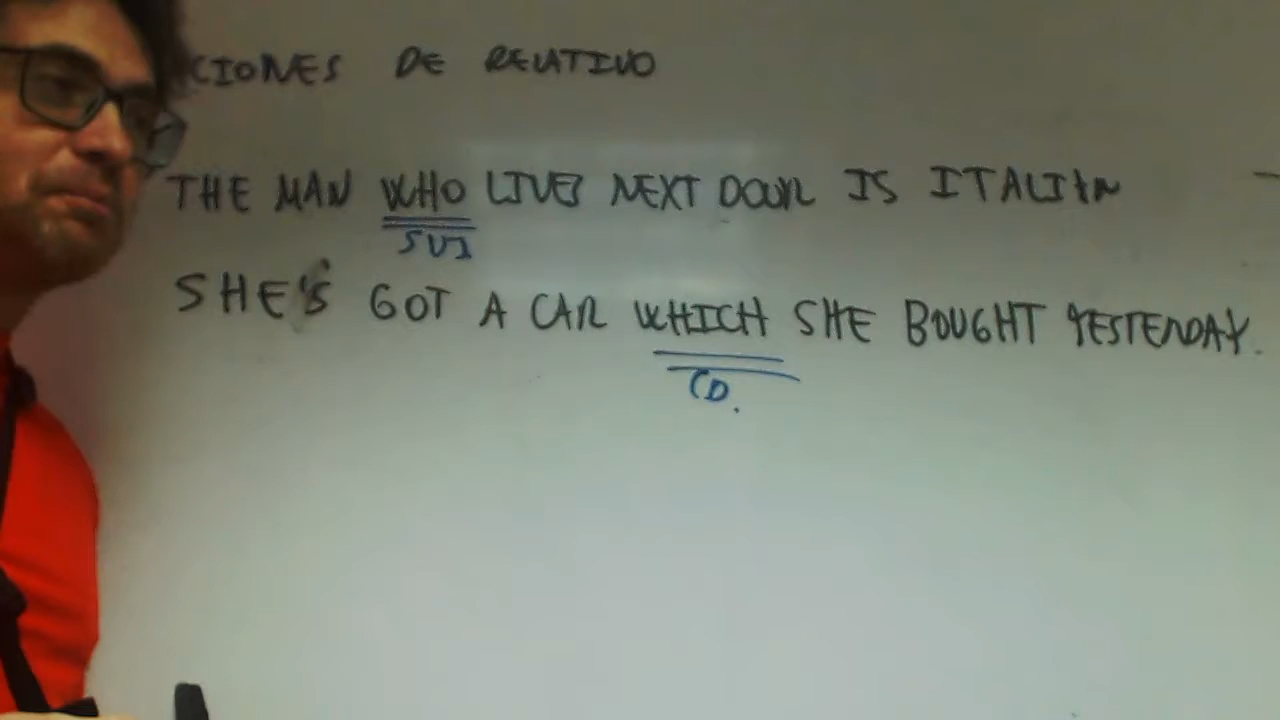 CIONES DE RELATIVO
THE MAN WHO LIVES NEXT DOOR IS ITALIAN
SUJ
SHE'S GOT A CAR WHICH SHE BOUGHT YESTERDAY.
CD.